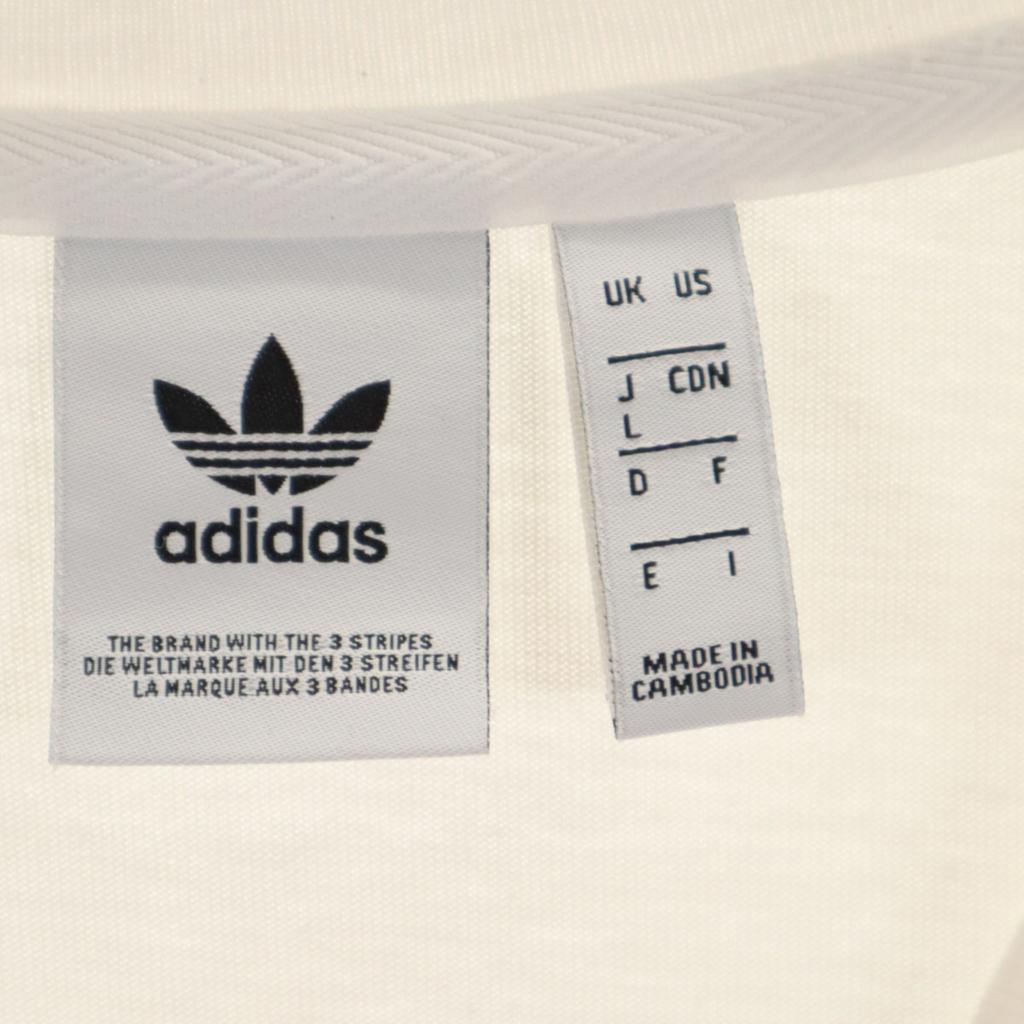 adidas
THE BRAND WITH THE 3 STRIPES
DIE WELTMARKE MIT DEN 3 STREIFEN
LA MARQUE AUX 3 BANDES
UK US
J CDN
L
D F
E I
MADE IN
CAMBODIA